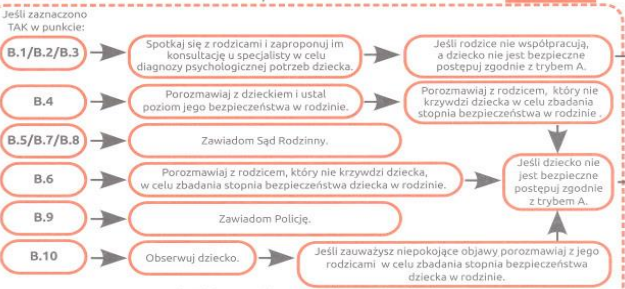 Jeśli zaznaczono
TAK w punkcie:
B.1/B.2/B.3
Spotkaj się z rodzicami i zaproponuj im
konsultację u specjalisty w celu
diagnozy psychologicznej potrzeb dziecka.
Jeśli rodzice nie współpracują,
a dziecko nie jest bezpieczne
postępuj zgodnie z trybem A.
B.4
Porozmawiaj z dzieckiem i ustal
poziom jego bezpieczeństwa w rodzinie.
Porozmawiaj z rodzicem, który nie
krzywdzi dziecka w celu zbadania
stopnia bezpieczeństwa w rodzinie .
B.5/B.7/B.8
Zawiadom Sąd Rodzinny.
B.6
Porozmawiaj z rodzicem, który nie krzywdzi dziecka,
w celu zbadania stopnia bezpieczeństwa dziecka w rodzinie.
Jeśli dziecko nie
jest bezpieczne
postępuj zgodnie
z trybem A.
B.9
Zawiadom Policję.
B.10
Obserwuj dziecko.
Jeśli zauważysz niepokojące objawy porozmawiaj z jego
rodzicami w celu zbadania stopnia bezpieczeństwa
dziecka w rodzinie.